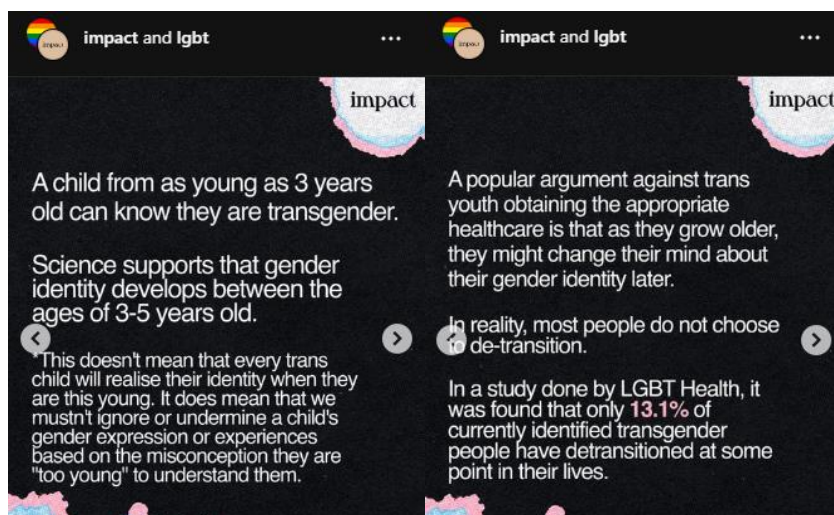 impact and lgbt
impact
impact
A child from as young as 3 years
old can know they are transgender.
Science supports that gender
identity develops between the
ages of 3-5 years old.
*This doesn't mean that every trans
child will realise their identity when they
are this young. It does mean that we
mustn't ignore or undermine a child's
gender expression or experiences
based on the misconception they are
"too young" to understand them.
impact and lgbt
impact
impact
A popular argument against trans
youth obtaining the appropriate
healthcare is that as they grow older,
they might change their mind about
their gender identity later.
In reality, most people do not choose
to de-transition.
In a study done by LGBT Health, it
was found that only 13.1% of
currently identified transgender
people have detransitioned at some
point in their lives.